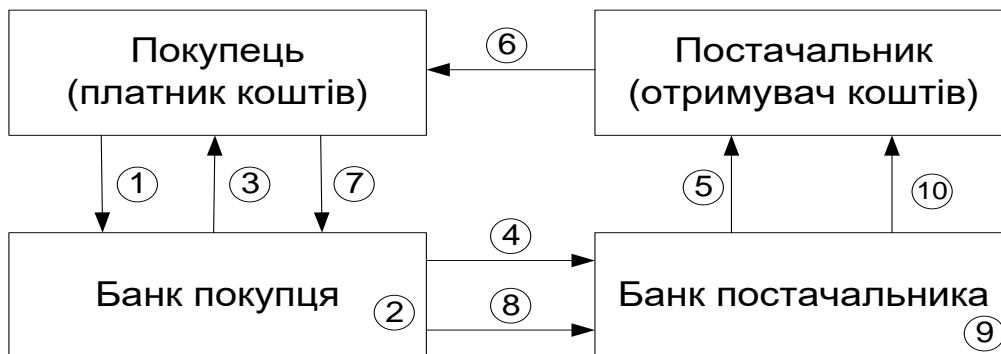 Покупець
(платник коштів)
6
Постачальник
(отримувач коштів)
1
3
7
5
10
4
Банк покупця
2
8
Банк постачальника
9